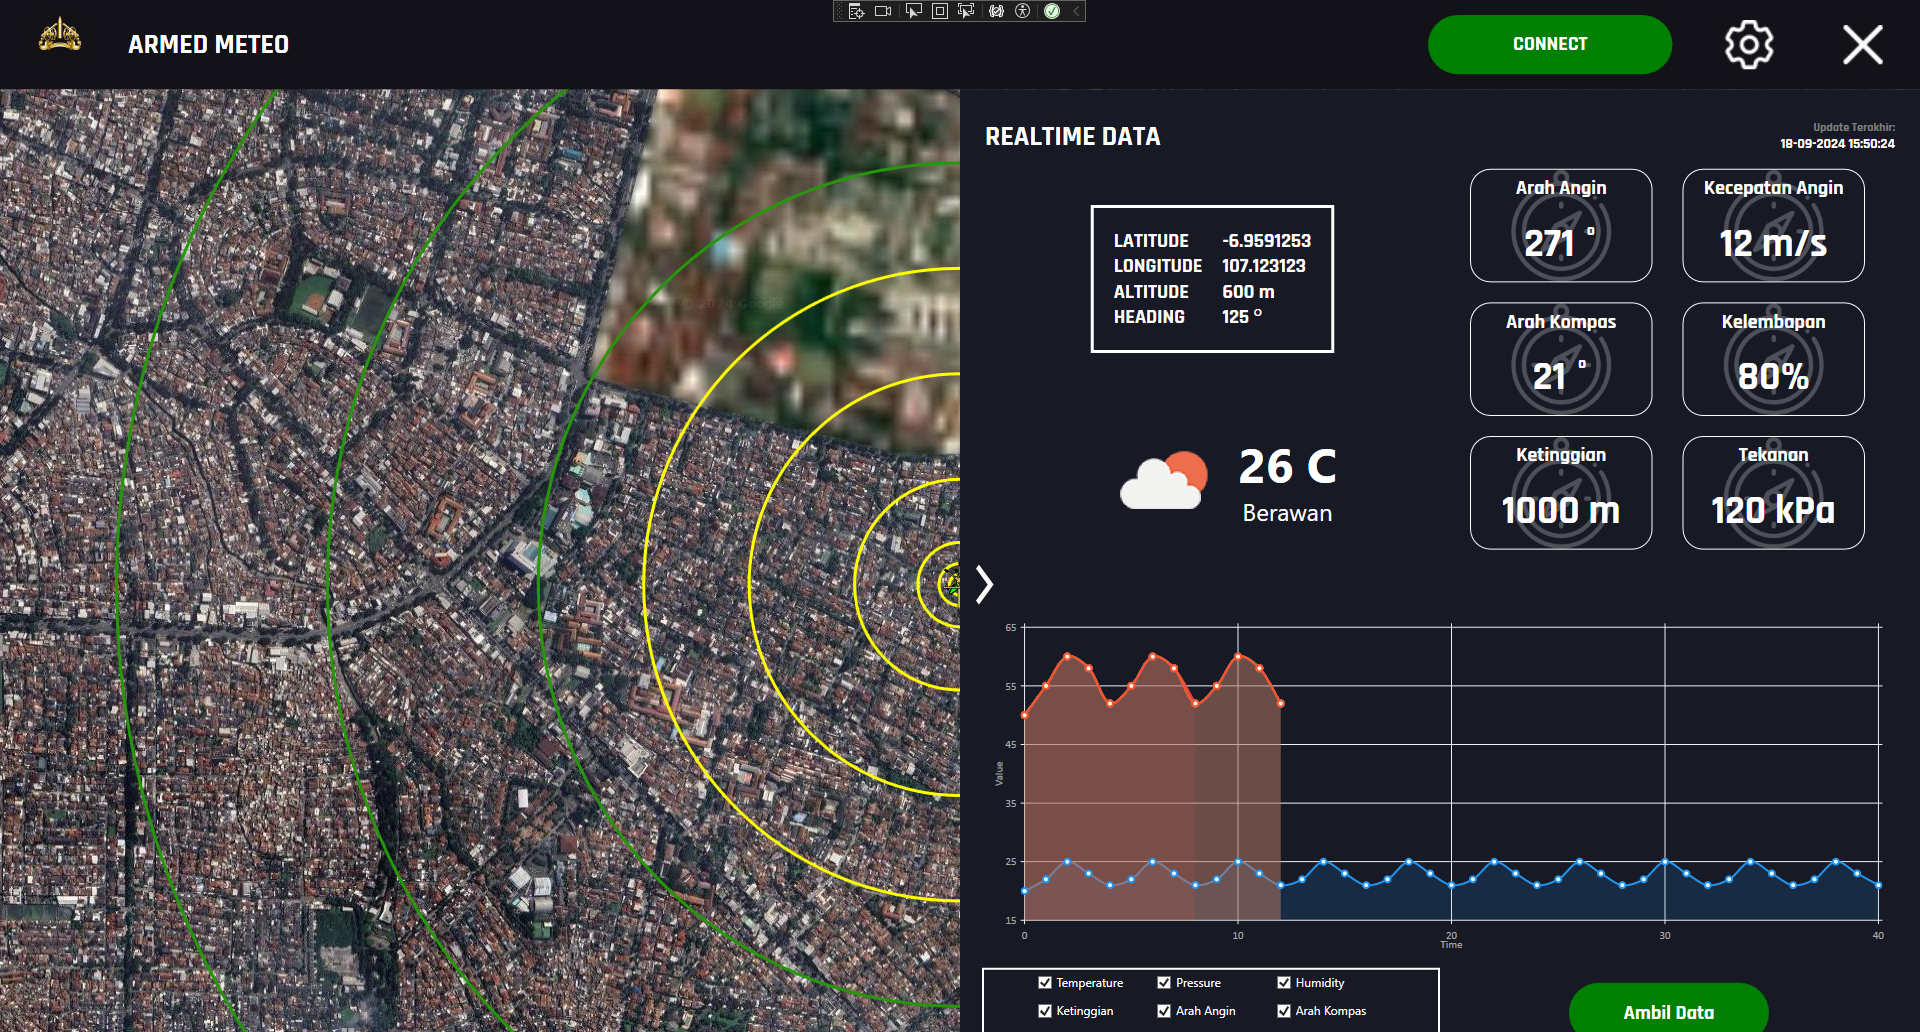 ARMED METEO
CONNECT
REALTIME DATA
Update Terakhir:
18-09-2024 15:50:24
LATITUDE -6.9591253
LONGITUDE 107.123123
ALTITUDE 600 m
HEADING 125 °
Arah Angin
271 °
Kecepatan Angin
12 m/s
Arah Kompas
21 °
Kelembapan
80%
Ketinggian
1000 m
Tekanan
120 kPa
26 C
Berawan
65
55
45
35
25
15
Value
0 10 20 30 40
Time
Temperature Pressure Humidity
Ketinggian Arah Angin Arah Kompas
Ambil Data